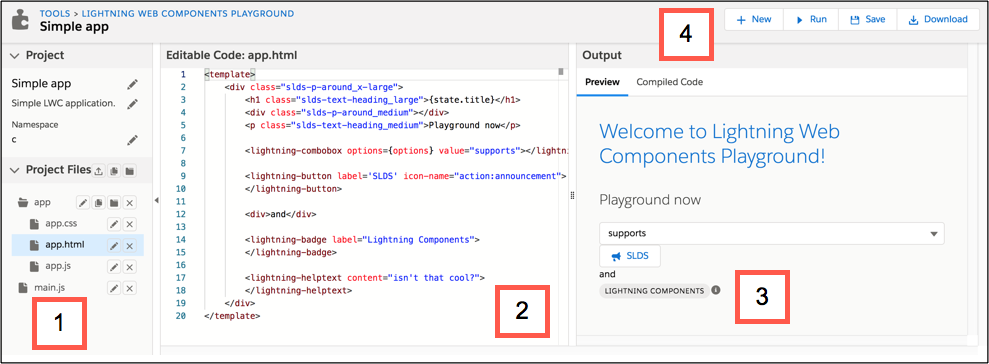 TOOLS > LIGHTNING WEB COMPONENTS PLAYGROUND
Simple app
4
New
Run
Save
Download
Project
Simple app
Simple LWC application.
Namespace
c
Project Files
app
app.css
app.html
app.js
main.js
1
Editable Code: app.html
1 <template>
2 <div class="slds-p-around_x-large">
3 <h1 class="slds-text-heading_large">{state.title}</h1>
4 <div class="slds-p-around_medium"></div>
5 <p class="slds-text-heading_medium">Playground now</p>
6
7 <lightning-combobox options={options} value="supports"></lightn
8
9 <lightning-button label='SLDS' icon-name="action:announcement">
10 </lightning-button>
11
12 <div>and</div>
13
14 <lightning-badge label="Lightning Components">
15 </lightning-badge>
16
17 <lightning-helptext content="isn't that cool?">
18 </lightning-helptext>
19 </div>
20 </template>
2
Output
Preview
Compiled Code
Welcome to Lightning Web
Components Playground!
Playground now
supports
SLDS
and
LIGHTNING COMPONENTS
3